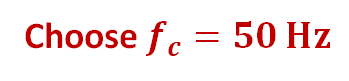 Choose f_c = 50 Hz